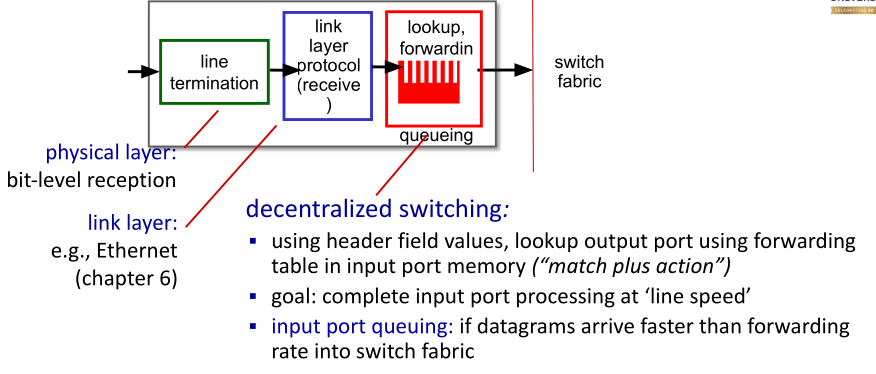 line
termination
link
layer
protocol
(receive
)
lookup,
forwardin
queueing
switch
fabric
physical layer:
bit-level reception
link layer:
e.g., Ethernet
(chapter 6)
decentralized switching:
▪ using header field values, lookup output port using forwarding
table in input port memory (“match plus action”)
▪ goal: complete input port processing at ‘line speed’
▪ input port queuing: if datagrams arrive faster than forwarding
rate into switch fabric